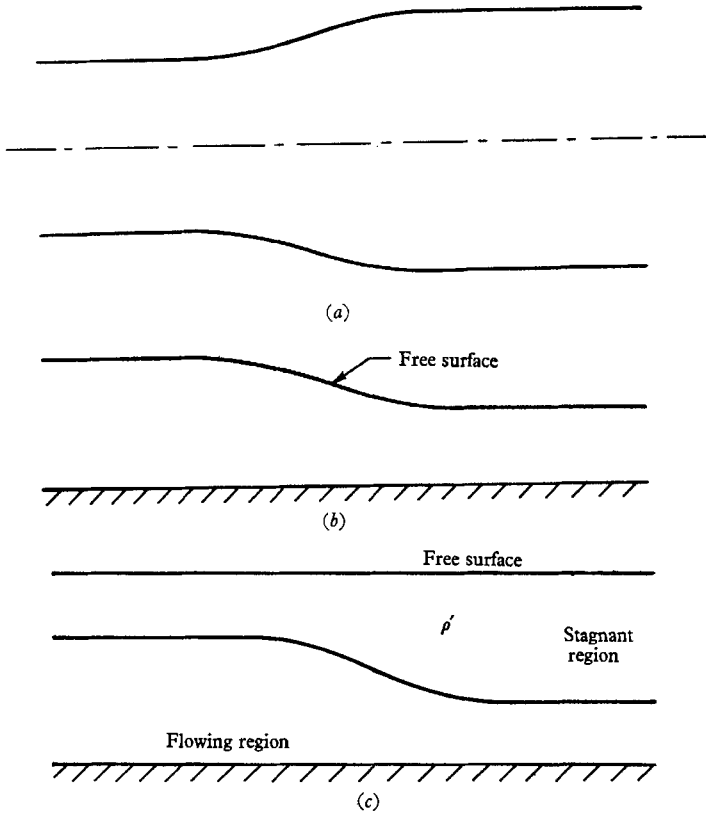 (a)
Free surface
(b)
Free surface
ρ′
Stagnant
region
Flowing region
(c)